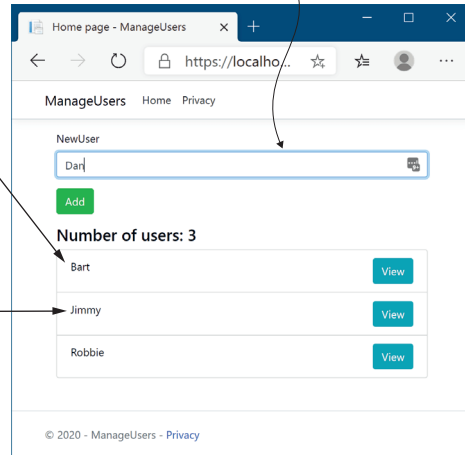 Home page - ManageUsers
https://localho...
ManageUsers Home Privacy
NewUser
Dan
Add
Number of users: 3
Bart View
Jimmy View
Robbie View
© 2020 - ManageUsers - Privacy